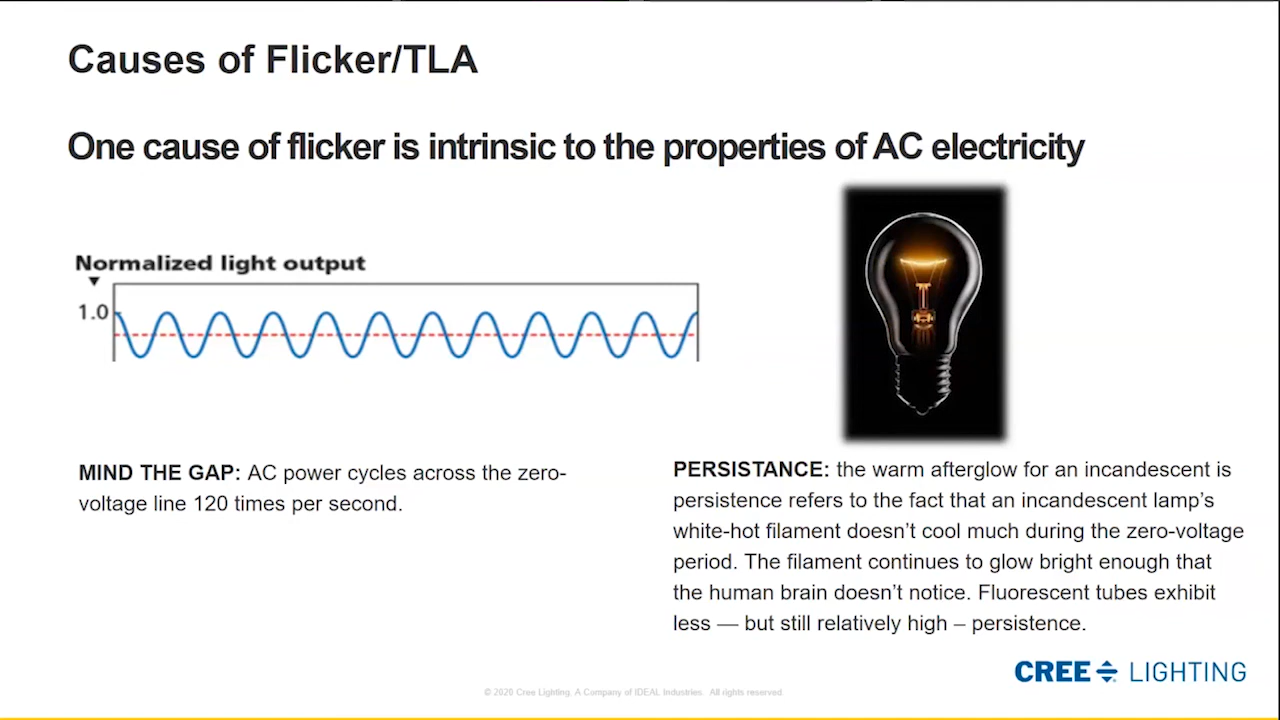 Causes of Flicker/TLA
One cause of flicker is intrinsic to the properties of AC electricity
Normalized light output
1.0
MIND THE GAP: AC power cycles across the zero-
voltage line 120 times per second.
PERSISTANCE: the warm afterglow for an incandescent is
persistence refers to the fact that an incandescent lamp's
white-hot filament doesn't cool much during the zero-voltage
period. The filament continues to glow bright enough that
the human brain doesn't notice. Fluorescent tubes exhibit
less — but still relatively high – persistence.
CREE LIGHTING
© 2020 Cree Lighting. A Company of IDEAL Industries. All rights reserved.